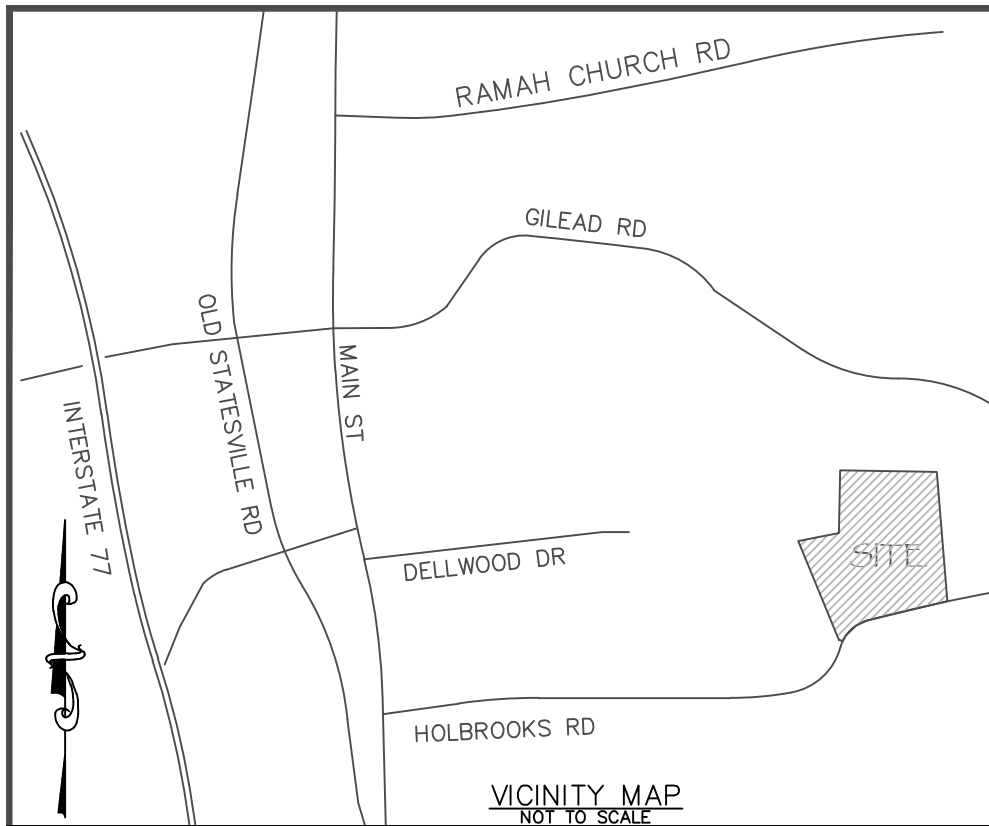 RAMAH CHURCH RD
GILEAD RD
OLD STATESVILLE RD
MAIN ST
INTERSTATE 77
DELLWOOD DR
SITE
HOLBROOKS RD
VICINITY MAP
NOT TO SCALE